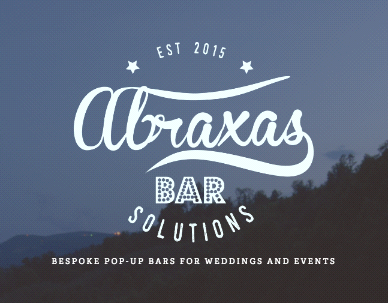 EST 2015
Abraxas
BAR
SOLUTIONS
BESPOKE POP-UP BARS FOR WEDDINGS AND EVENTS